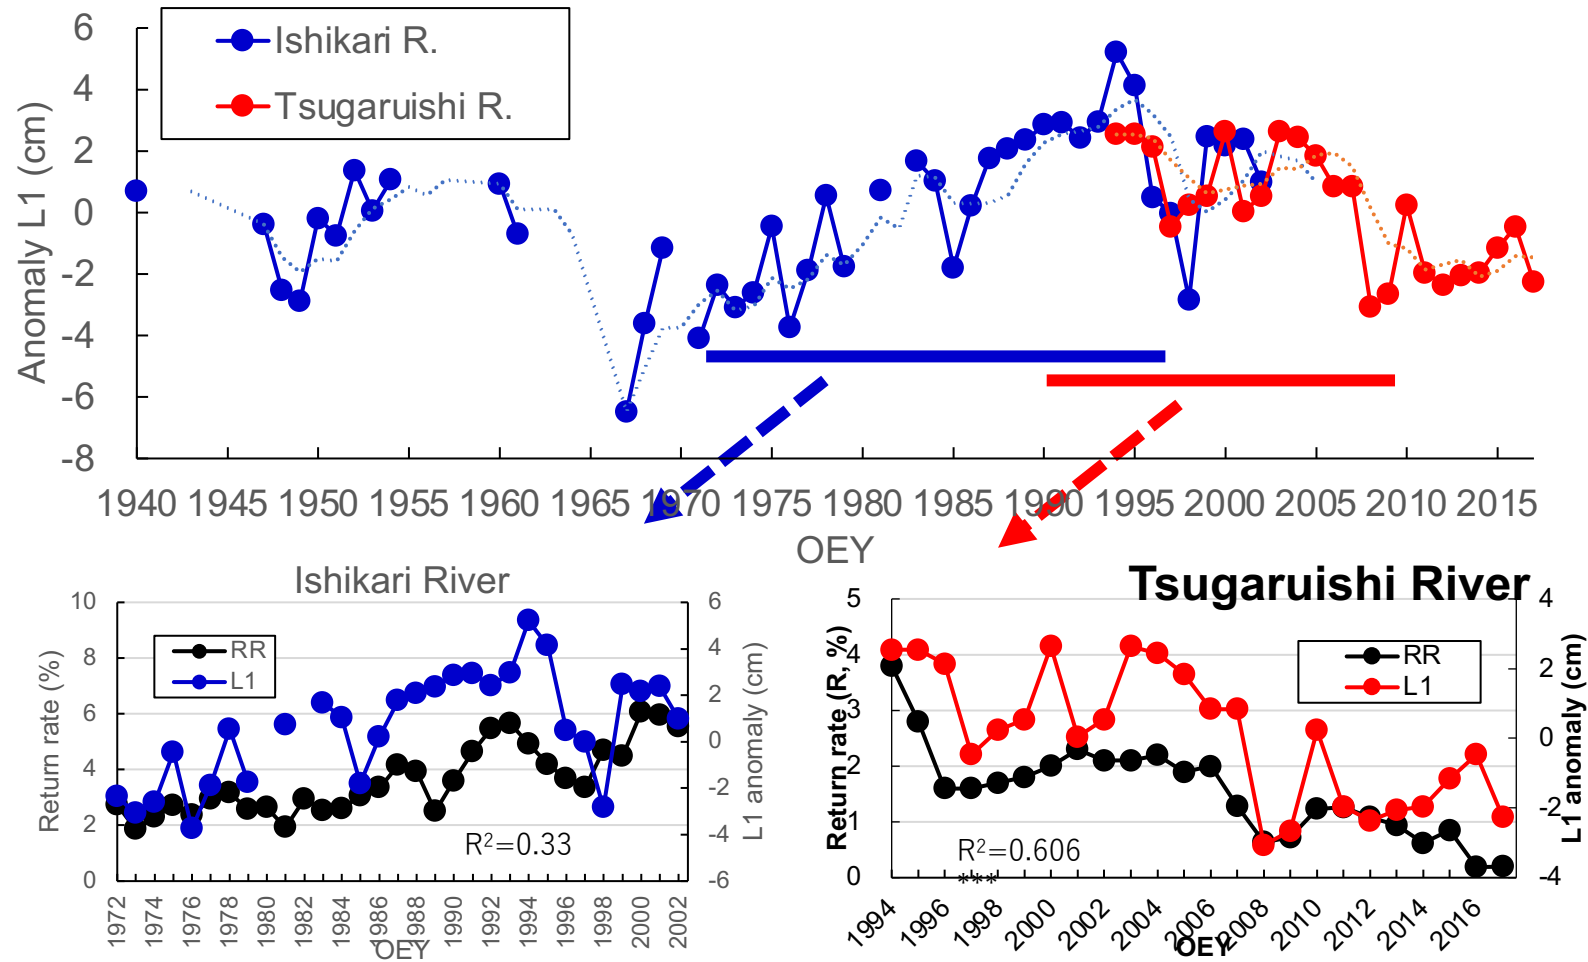 6
4
2
0
-2
-4
-6
-8
Anomaly L1 (cm)
Ishikari R.
Tsugaruishi R.
1940 1945 1950 1955 1960 1965 1970 1975 1980 1985 1990 1995 2000 2005 2010 2015
OEY
Ishikari River
10
8
6
4
2
0
Return rate (%)
RR
L1
R²=0.33
6
4
2
0
-2
-4
-6
L1 anomaly (cm)
1972 1974 1976 1978 1980 1982 1984 1986 1988 1990 1992 1994 1996 1998 2000 2002
OEY
Tsugaruishi River
5
4
3
2
1
0
Return rate (R, %)
RR
L1
R²=0.606
***
4
2
0
-2
-4
L1 anomaly (cm)
1994 1996 1998 2000 2002 2004 2006 2008 2010 2012 2014 2016
OEY